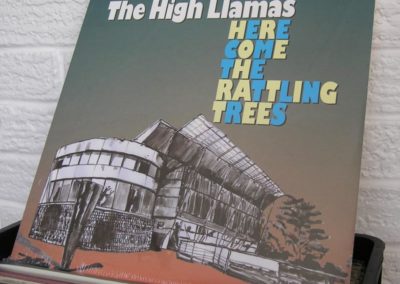 The High Llamas
HERE
COME
THE
RATTLING
TREES